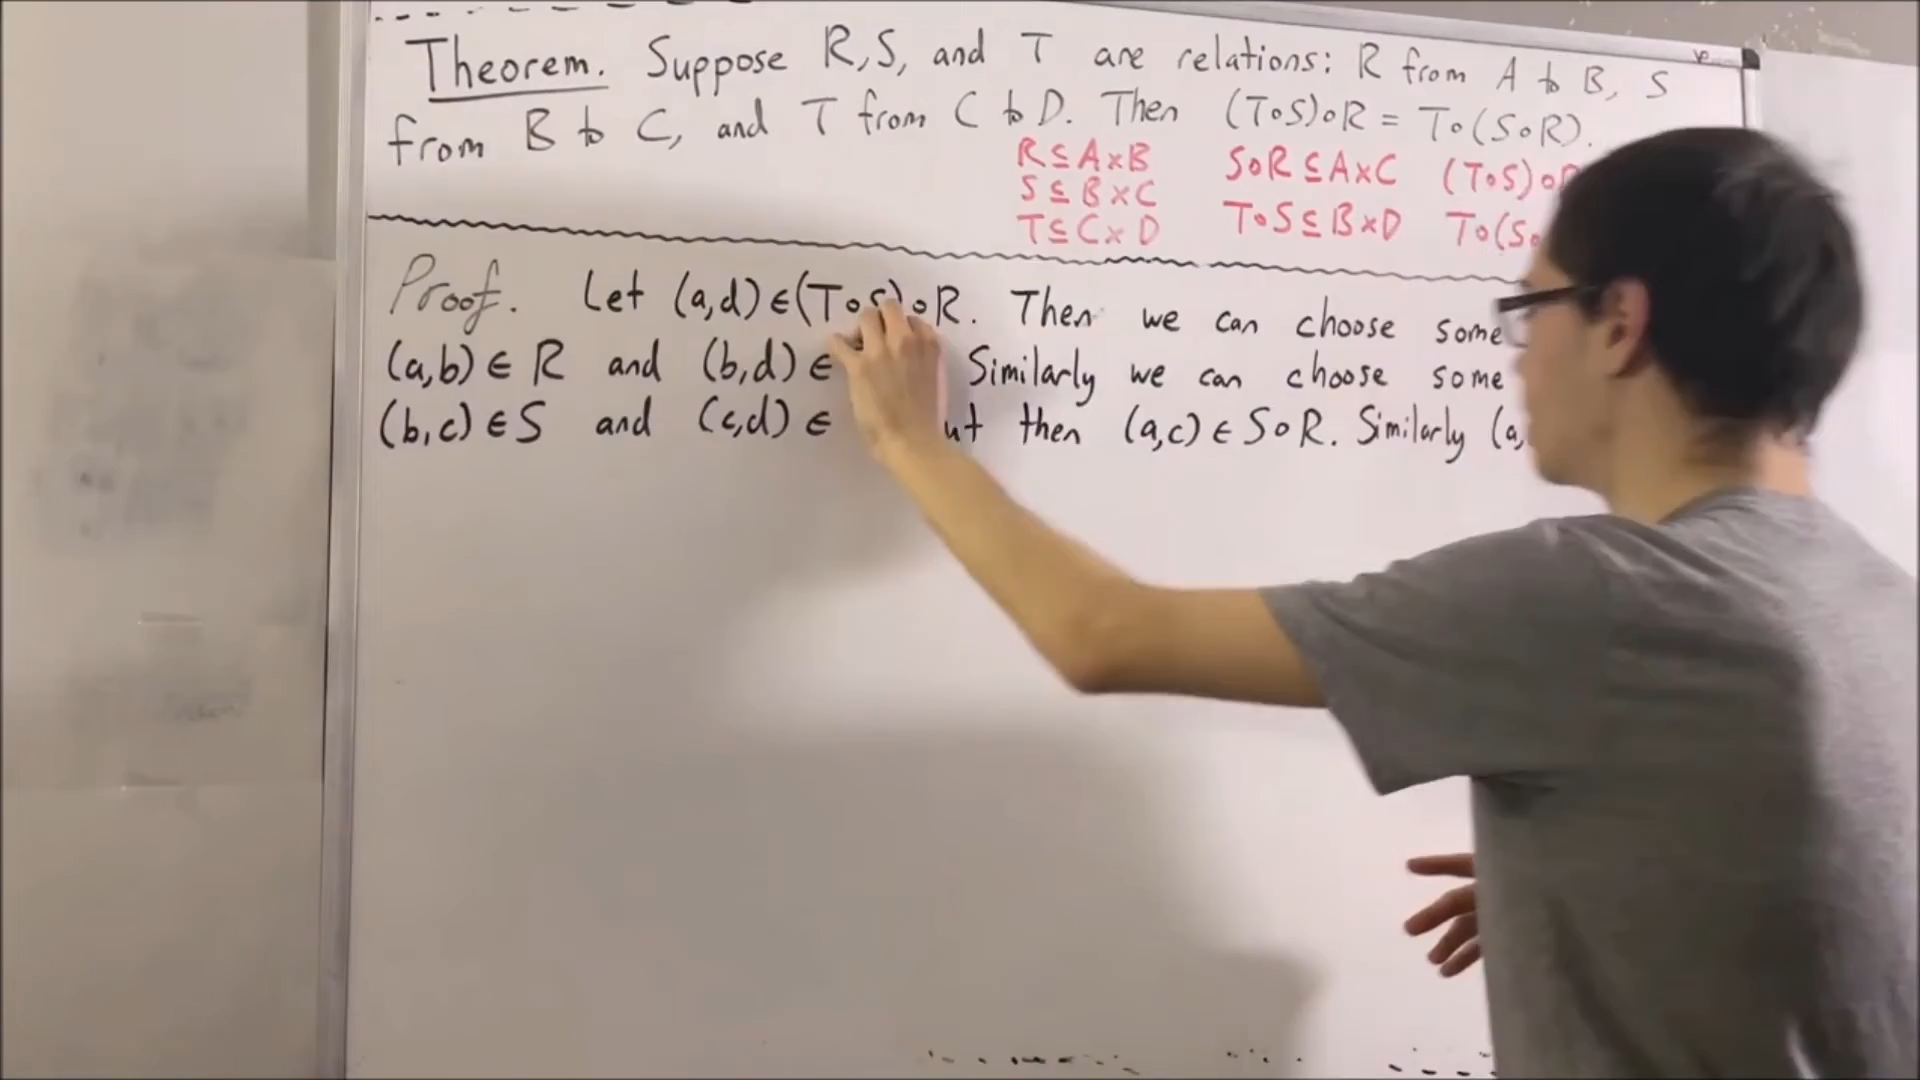 Theorem. Suppose R, S, and T are relations: R from A to B, S
from B to C, and T from C to D. Then (T∘S)∘R = T∘(S∘R).
R ⊆ A×B S∘R ⊆ A×C (T∘S)∘
S ⊆ B×C
T ⊆ C×D T∘S ⊆ B×D T∘(S∘
Proof. Let (a,d) ∈ (T∘S)∘R. Then we can choose some
(a,b) ∈ R and (b,d) ∈ Similarly we can choose some
(b,c) ∈ S and (c,d) ∈ then (a,c) ∈ S∘R. Similarly (a,